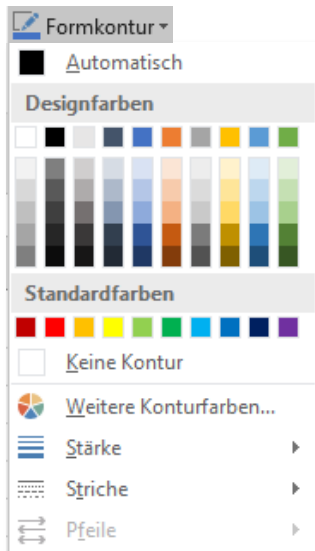 Formkontur
Automatisch
Designfarben
Standardfarben
Keine Kontur
Weitere Konturfarben...
Stärke
Striche
Pfeile